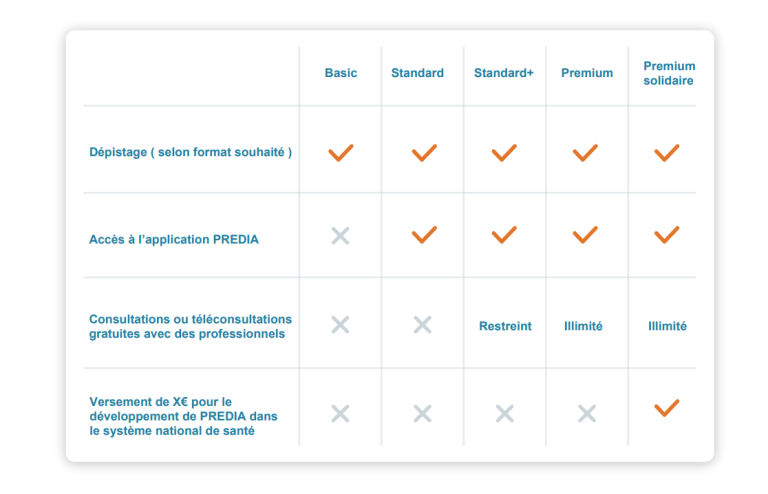 Basic
Standard
Standard+
Premium
Premium
solidaire
Dépistage ( selon format souhaité )
Accès à l’application PREDIA
Consultations ou téléconsultations
gratuites avec des professionnels
Restreint
Illimité
Illimité
Versement de X€ pour le
développement de PREDIA dans
le système national de santé